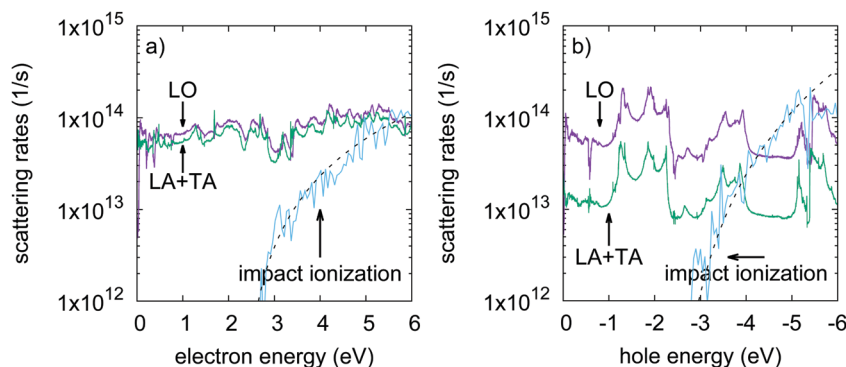 a)
scattering rates (1/s)
1x10^15
1x10^14
1x10^13
1x10^12
LO
LA+TA
impact ionization
0 1 2 3 4 5 6
electron energy (eV)
b)
scattering rates (1/s)
1x10^15
1x10^14
1x10^13
1x10^12
LO
LA+TA
impact ionization
0 -1 -2 -3 -4 -5 -6
hole energy (eV)